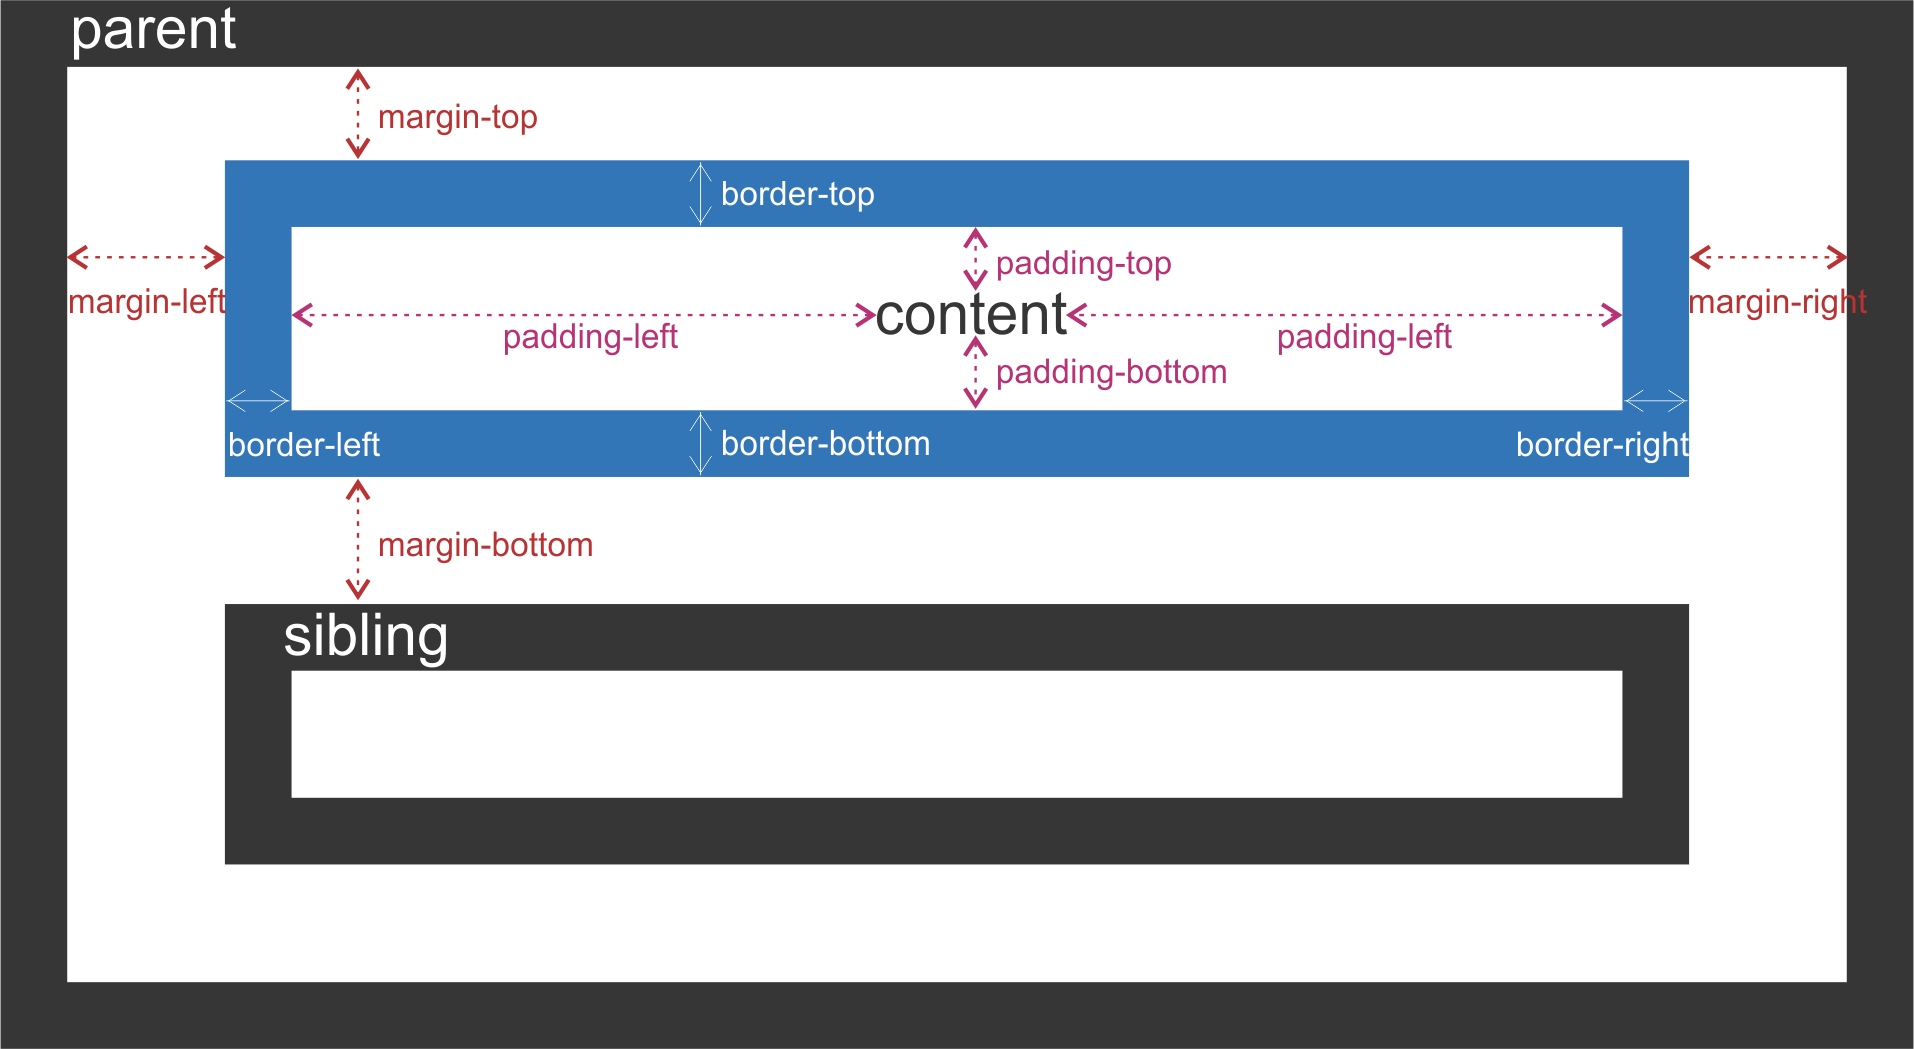 parent
margin-top
border-top
padding-top
margin-left
content
margin-right
padding-left
padding-left
padding-bottom
border-left
border-bottom
border-right
margin-bottom
sibling